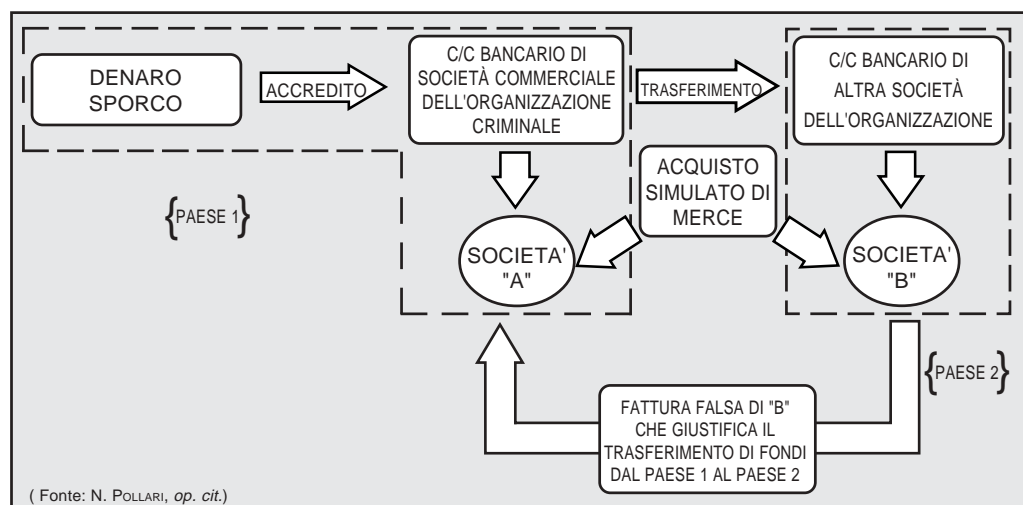 DENARO
SPORCO
ACCREDITO
C/C BANCARIO DI
SOCIETÀ COMMERCIALE
DELL'ORGANIZZAZIONE
CRIMINALE
TRASFERIMENTO
C/C BANCARIO DI
ALTRA SOCIETÀ
DELL'ORGANIZZAZIONE
ACQUISTO
SIMULATO DI
MERCE
{PAESE 1}
SOCIETA'
"A"
SOCIETA'
"B"
{PAESE 2}
FATTURA FALSA DI "B"
CHE GIUSTIFICA IL
TRASFERIMENTO DI FONDI
DAL PAESE 1 AL PAESE 2
( Fonte: N. POLLARI, op. cit.)